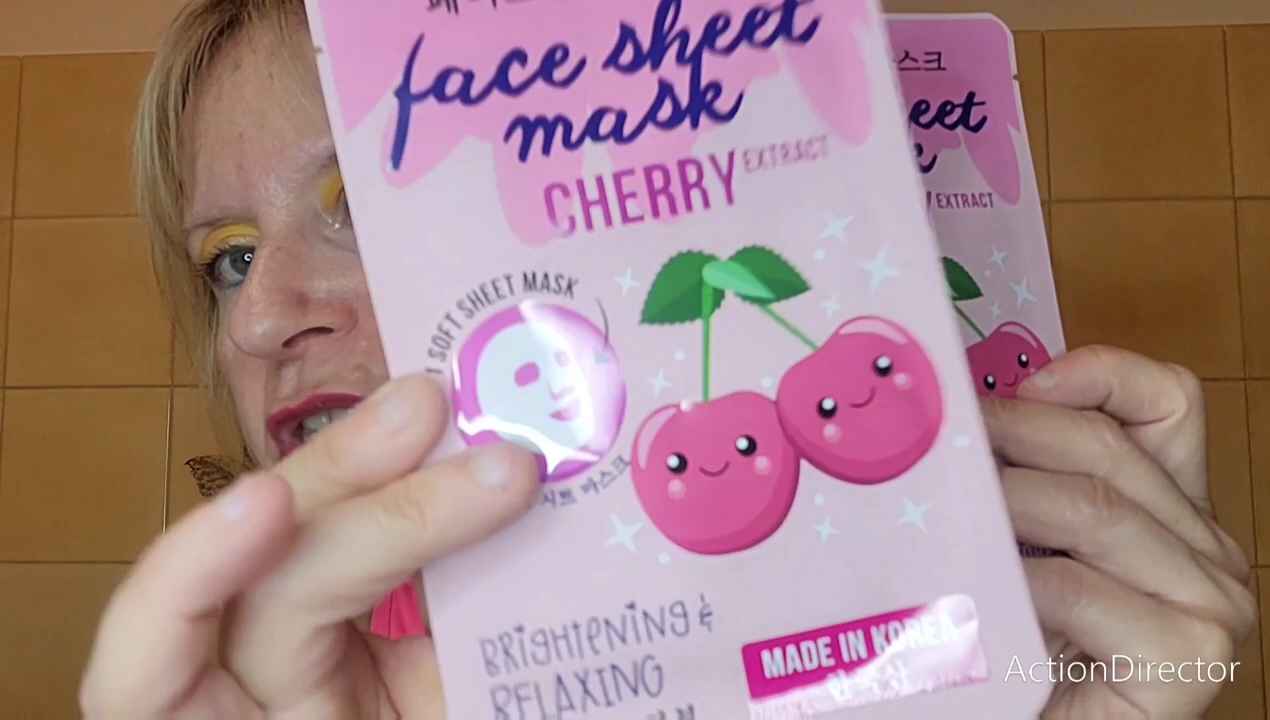 face sheet
mask
CHERRY EXTRACT
1 SOFT SHEET MASK
시트 마스크
BRIGHTENING &
RELAXING
MADE IN KOREA
스크
eet
k
EXTRACT
ActionDirector